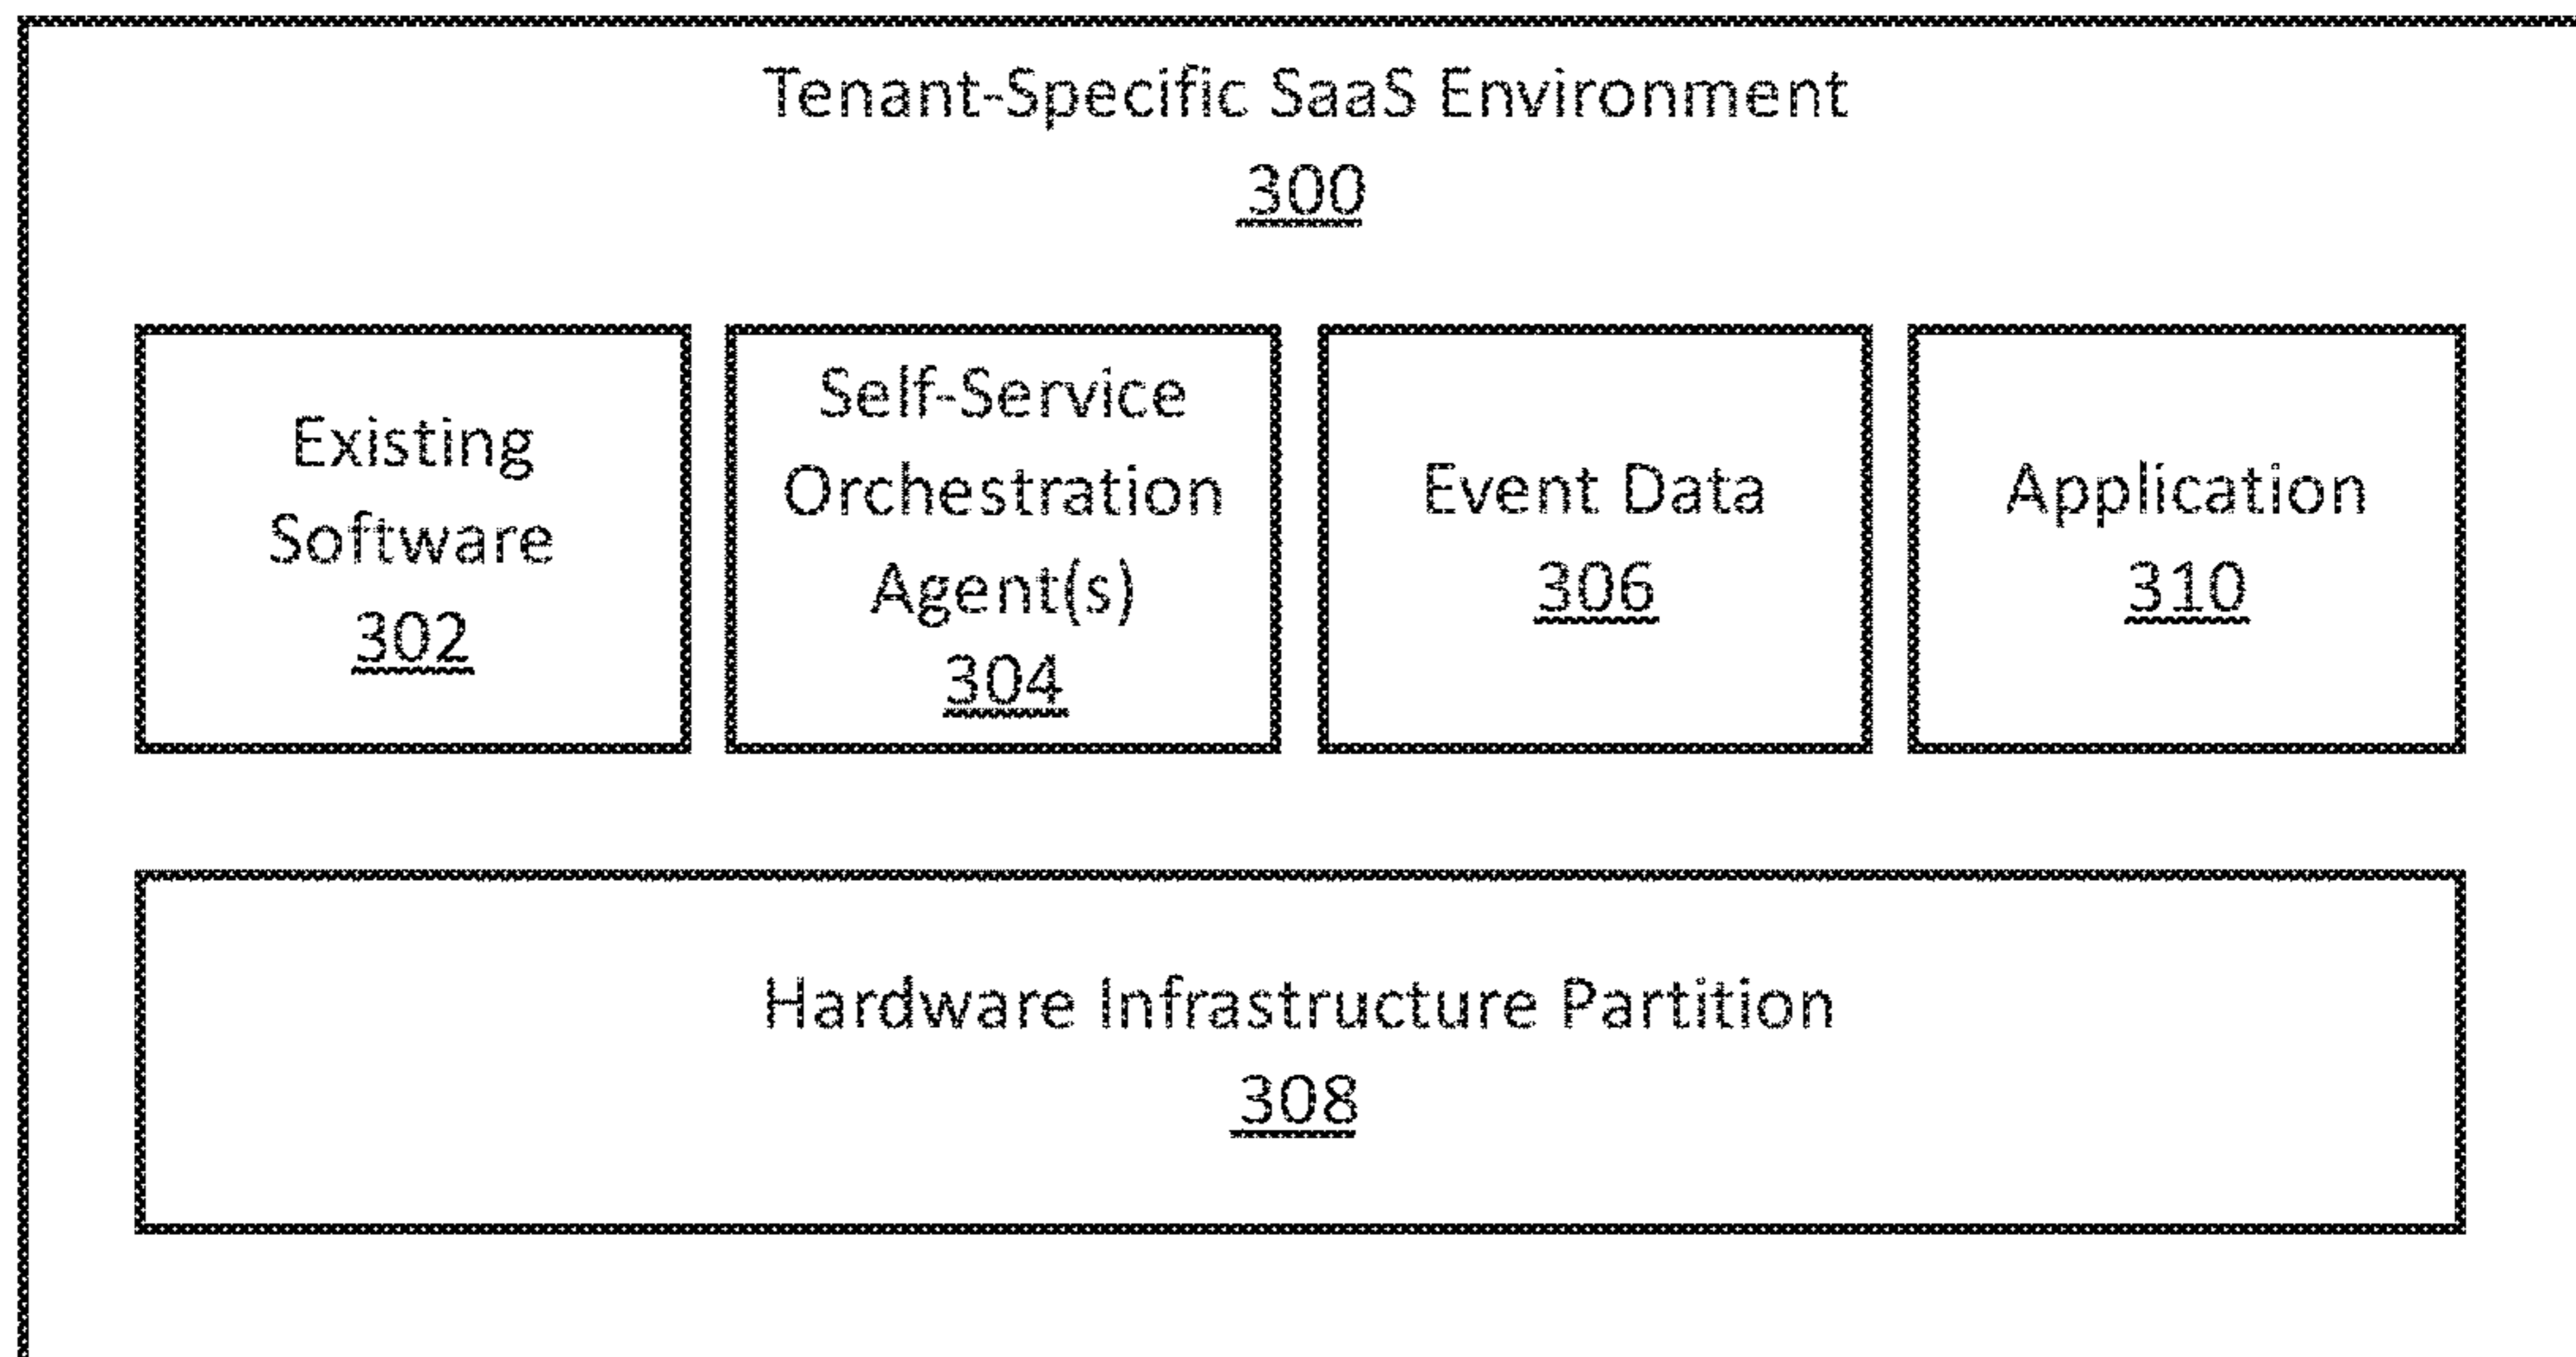 Tenant-Specific SaaS Environment
300
Existing
Software
302
Self-Service
Orchestration
Agent(s)
304
Event Data
306
Application
310
Hardware Infrastructure Partition
308